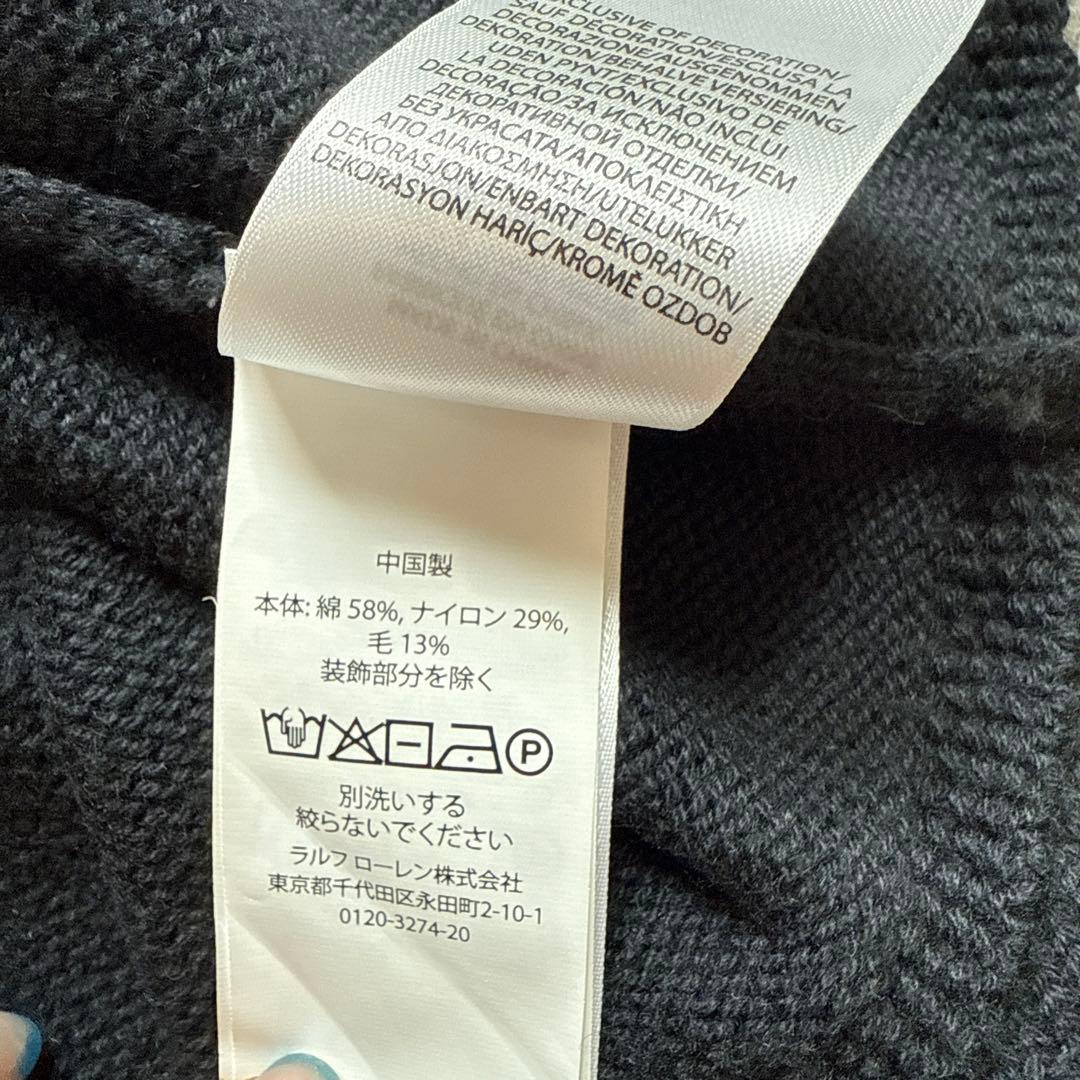 EXCLUSIVE OF DECORATION/
SAUF DÉCORATION/ESCLUSA LA
DECORAZIONE/AUSGENOMMEN
DEKORATION/BEHALVE VERSIERING/
UDEN PYNT/EXCLUSIVO DE
LA DECORACIÓN/NÃO INCLUI
DECORAÇÃO/ЗА ИСКЛЮЧЕНИЕМ
ДЕКОРАТИВНОЙ ОТДЕЛКИ/
БЕЗ УКРАСАТА/ΑΠΟΚΛΕΙΣΤΙΚΗ
ΑΠΟ ΔΙΑΚΟΣΜΗΣΗ/UTELUKKER
DEKORASJON/ENBART DEKORATION/
DEKORASYON HARIÇ/KROMĖ OZDOB
中国製
本体: 綿 58%, ナイロン 29%,
毛 13%
装飾部分を除く
P
別洗いする
絞らないでください
ラルフ ローレン株式会社
東京都千代田区永田町2-10-1
0120-3274-20